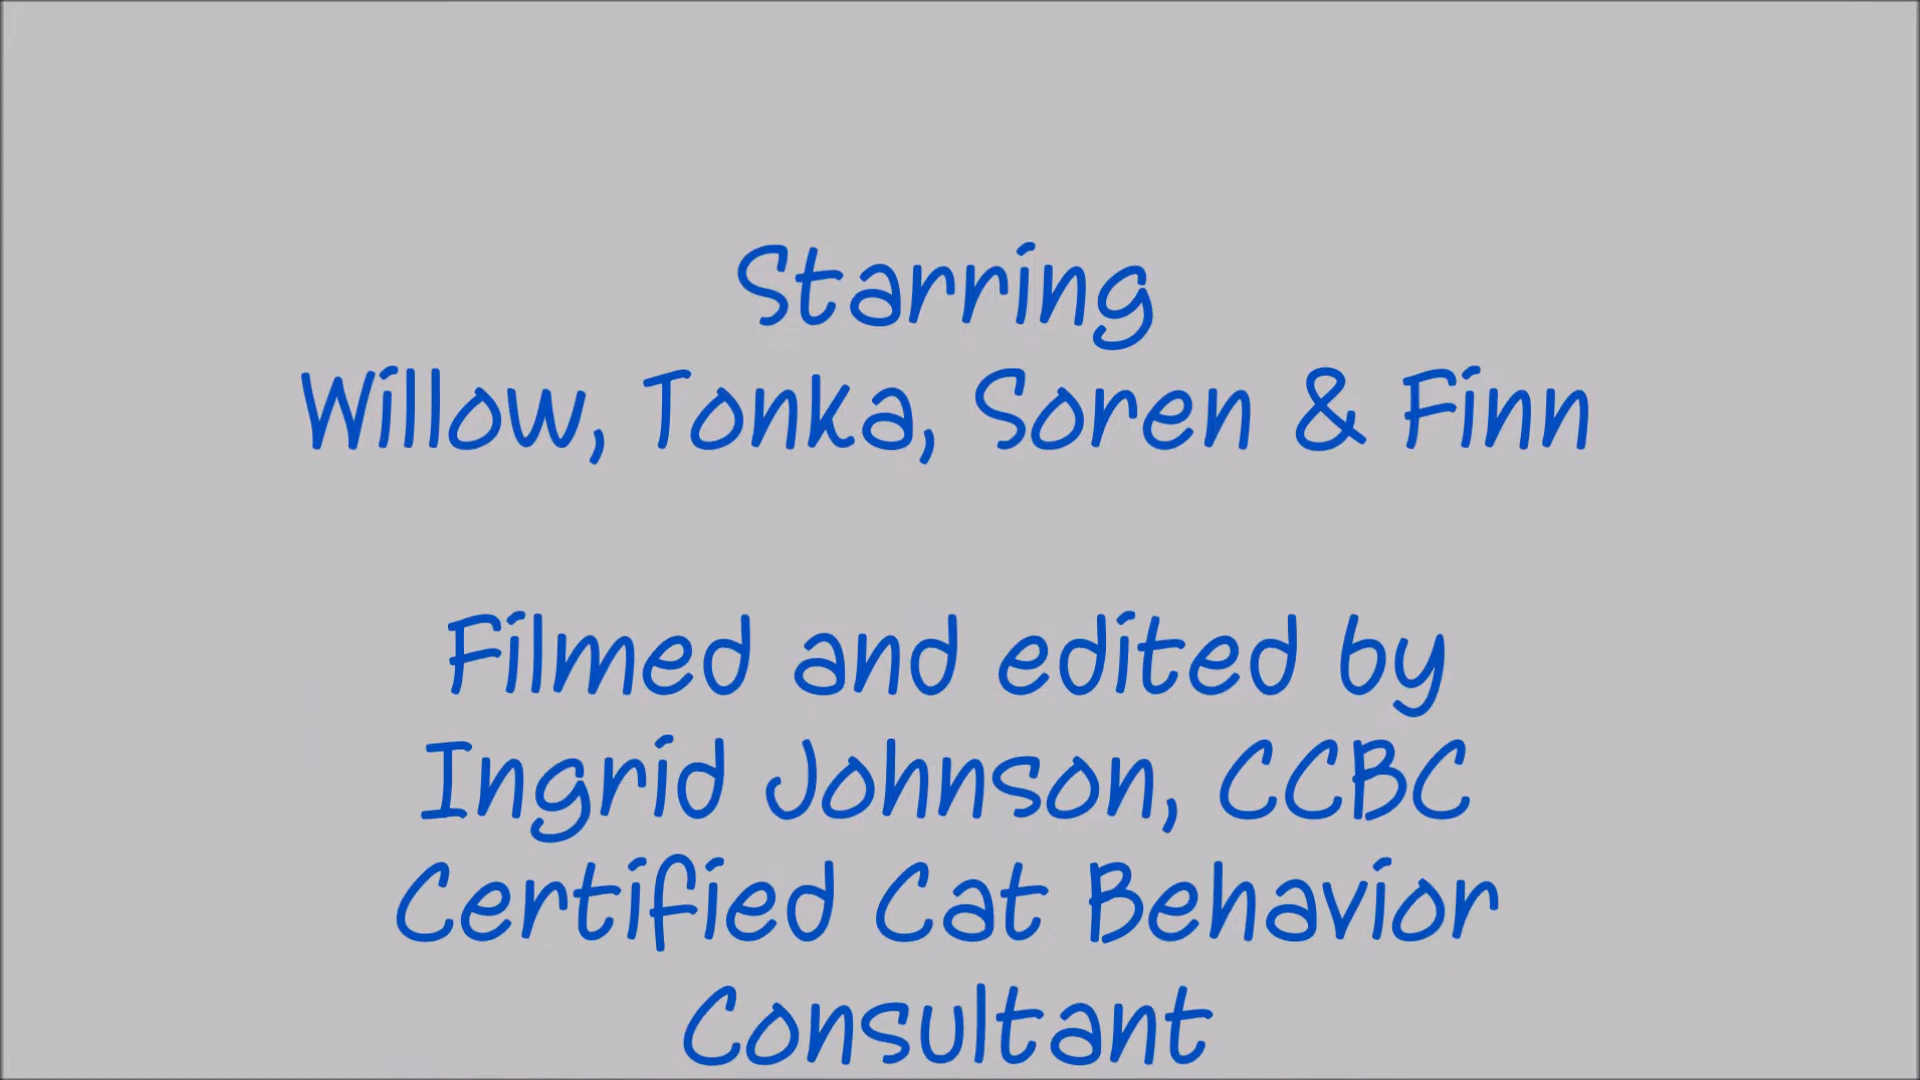 Starring
Willow, Tonka, Soren & Finn
Filmed and edited by
Ingrid Johnson, CCBC
Certified Cat Behavior
Consultant